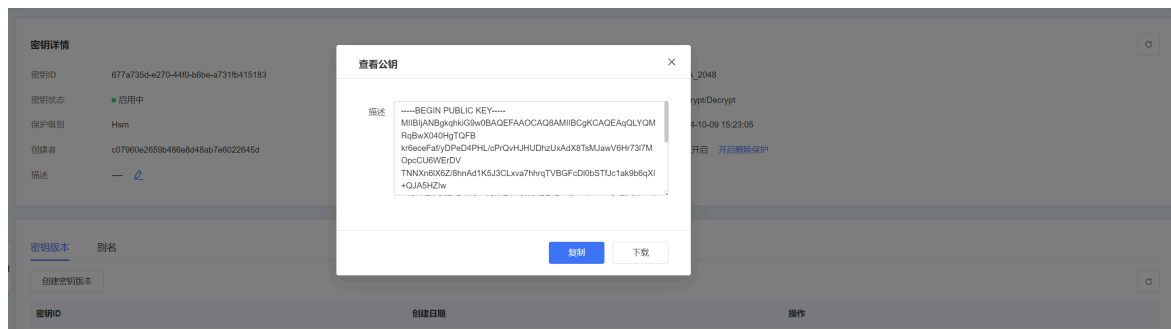 密钥详情
密钥ID 677a735d-e270-44f0-b6be-a731fb415183
A_2048
密钥状态 启用中
crypt/Decrypt
保护级别 Hsm
4-10-09 15:23:05
创建者 c07960e2659b486e8d48ab7e6022645d
开启 开启删除保护
描述 ----
查看公钥
描述
-----BEGIN PUBLIC KEY-----
MIIBIjANBgkqhkiG9w0BAQEFAAOCAQ8AMIIBCgKCAQEAqQLYQM
RqBwX040HgTQFB
kr6eceFaf/yDPeD4PHL/cPrQvHJHUDhzUxAdX8TsMJawV6Hr73I7M
OpcCU6WErDV
TNNXn6IX6Z/8hnAd1K5J3CLxva7hhrqTVBGFcDl0bSTfJc1ak9b6qXl
+QJA5HZlw
复制 下载
密钥版本 别名
创建密钥版本
密钥ID 创建日期 操作